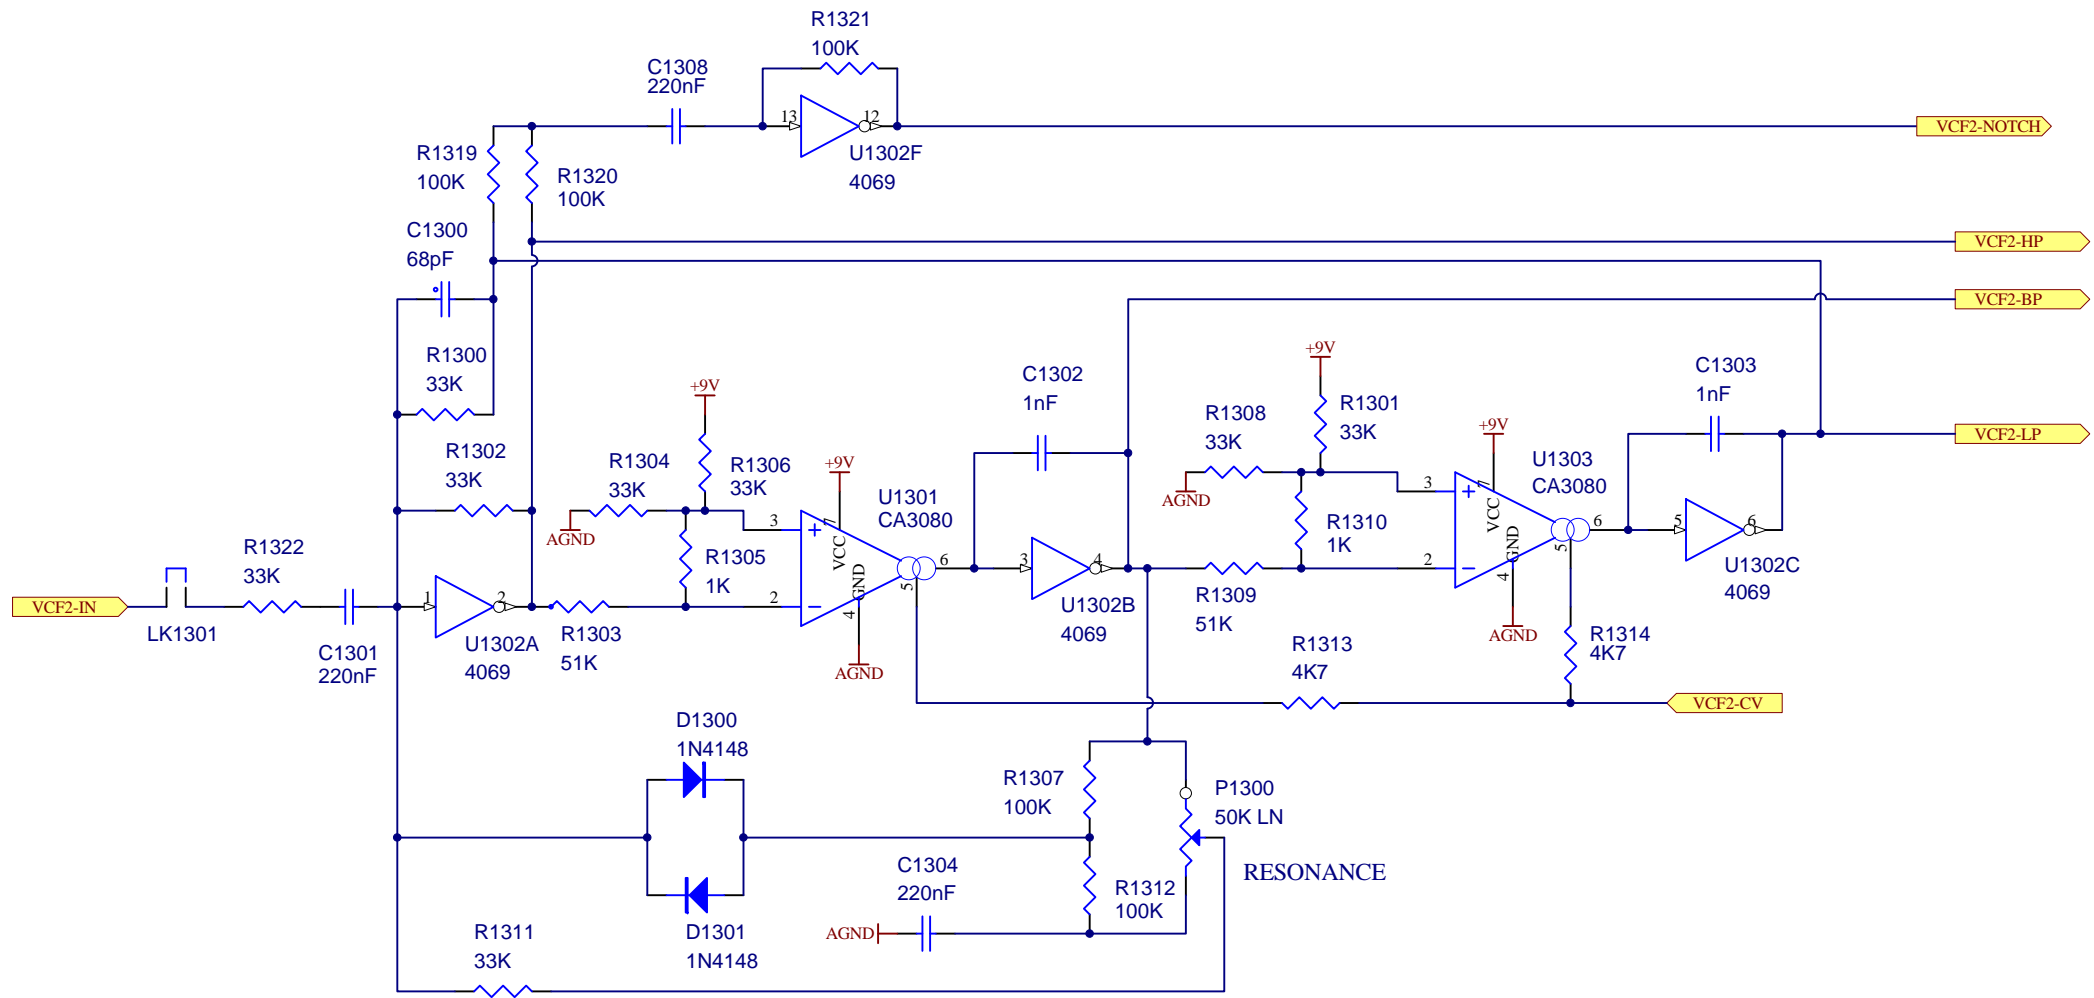 R1321
100K
C1308
220nF
13
12
U1302F
4069
VCF2-NOTCH
R1319
100K
R1320
100K
C1300
68pF
VCF2-HP
VCF2-BP
R1300
33K
+9V
R1302
33K
R1304
33K
AGND
R1306
33K
R1305
1K
+9V
U1301
CA3080
3
2
7
VCC
GND
4
5
6
AGND
C1302
1nF
3
4
U1302B
4069
+9V
R1308
33K
AGND
R1301
33K
R1310
1K
R1309
51K
+9V
U1303
CA3080
3
2
7
VCC
GND
4
5
6
AGND
C1303
1nF
VCF2-LP
5
6
U1302C
4069
VCF2-IN
LK1301
R1322
33K
C1301
220nF
1
2
U1302A
4069
R1303
51K
R1313
4K7
R1314
4K7
VCF2-CV
D1300
1N4148
R1307
100K
P1300
50K LN
RESONANCE
C1304
220nF
R1312
100K
AGND
D1301
1N4148
R1311
33K